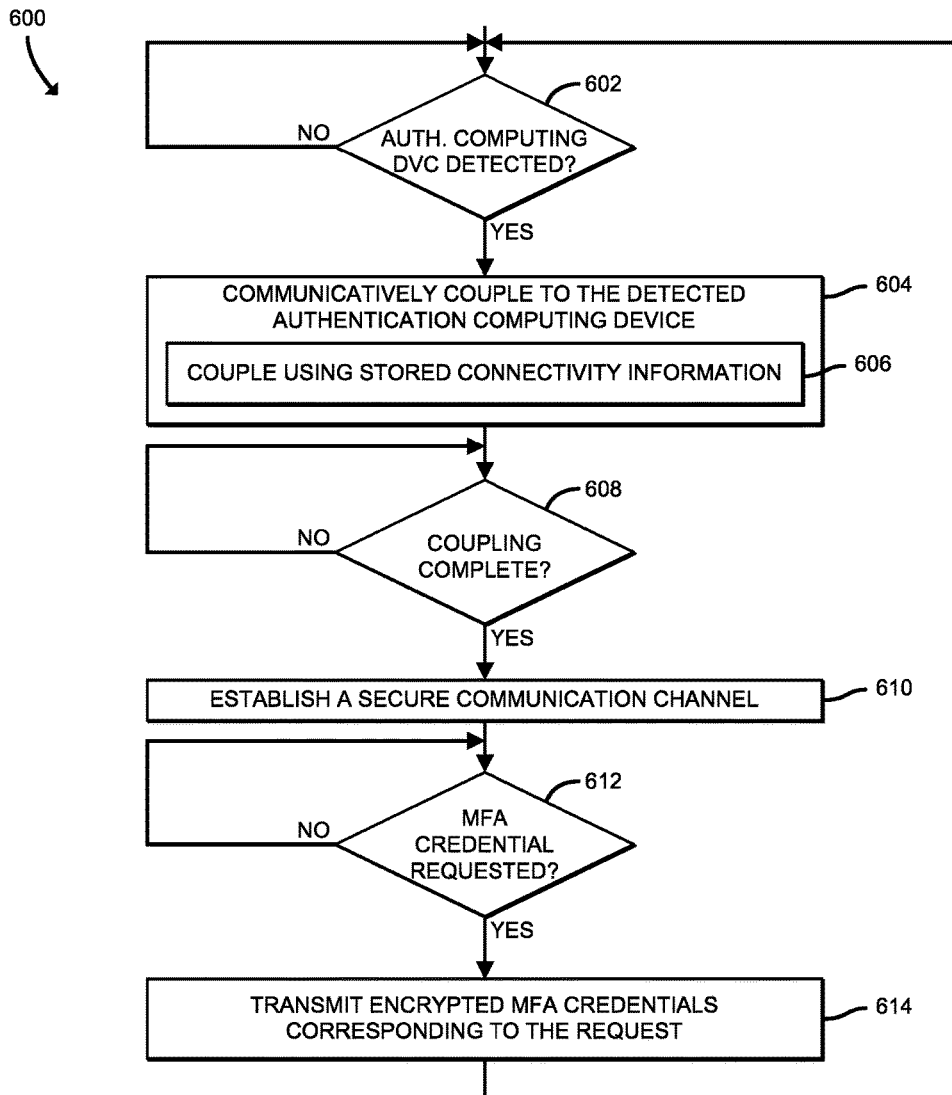 600
602
AUTH. COMPUTING
DVC DETECTED?
NO
YES
COMMUNICATIVELY COUPLE TO THE DETECTED
AUTHENTICATION COMPUTING DEVICE
604
COUPLE USING STORED CONNECTIVITY INFORMATION
606
608
COUPLING
COMPLETE?
NO
YES
ESTABLISH A SECURE COMMUNICATION CHANNEL
610
612
MFA
CREDENTIAL
REQUESTED?
NO
YES
TRANSMIT ENCRYPTED MFA CREDENTIALS
CORRESPONDING TO THE REQUEST
614